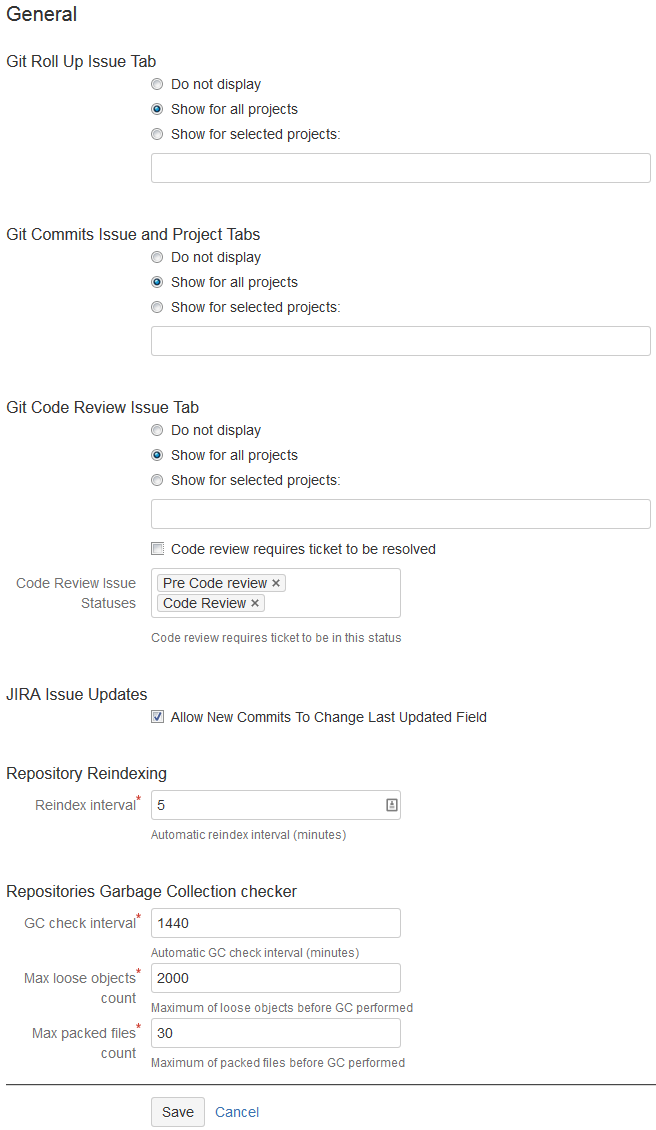 General
Git Roll Up Issue Tab
Do not display
Show for all projects
Show for selected projects:
Git Commits Issue and Project Tabs
Do not display
Show for all projects
Show for selected projects:
Git Code Review Issue Tab
Do not display
Show for all projects
Show for selected projects:
Code review requires ticket to be resolved
Code Review Issue
Statuses
Pre Code review ×
Code Review ×
Code review requires ticket to be in this status
JIRA Issue Updates
Allow New Commits To Change Last Updated Field
Repository Reindexing
Reindex interval* 5
Automatic reindex interval (minutes)
Repositories Garbage Collection checker
GC check interval* 1440
Automatic GC check interval (minutes)
Max loose objects*
count
2000
Maximum of loose objects before GC performed
Max packed files*
count
30
Maximum of packed files before GC performed
Save Cancel